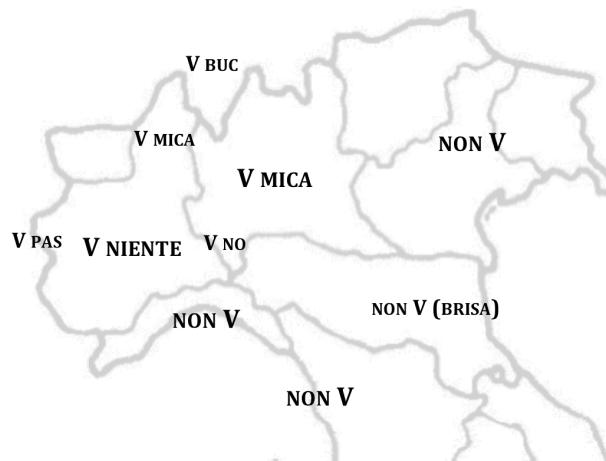 V BUC
V MICA
NON V
V MICA
V PAS
V NIENTE
V NO
NON V (BRISA)
NON V
NON V